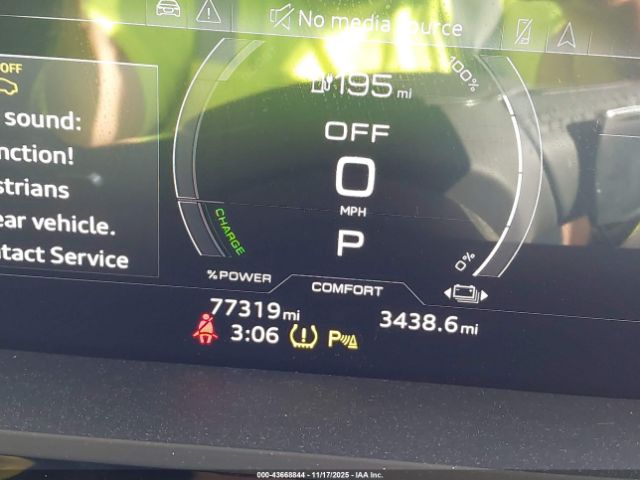 No media source
OFF
sound:
nction!
strians
ear vehicle.
ntact Service
195 mi
100%
OFF
0
MPH
P
CHARGE
0%
% POWER
COMFORT
77319 mi
3438.6 mi
3:06
P
000-43668844 - 11/17/2025 - IAA Inc.